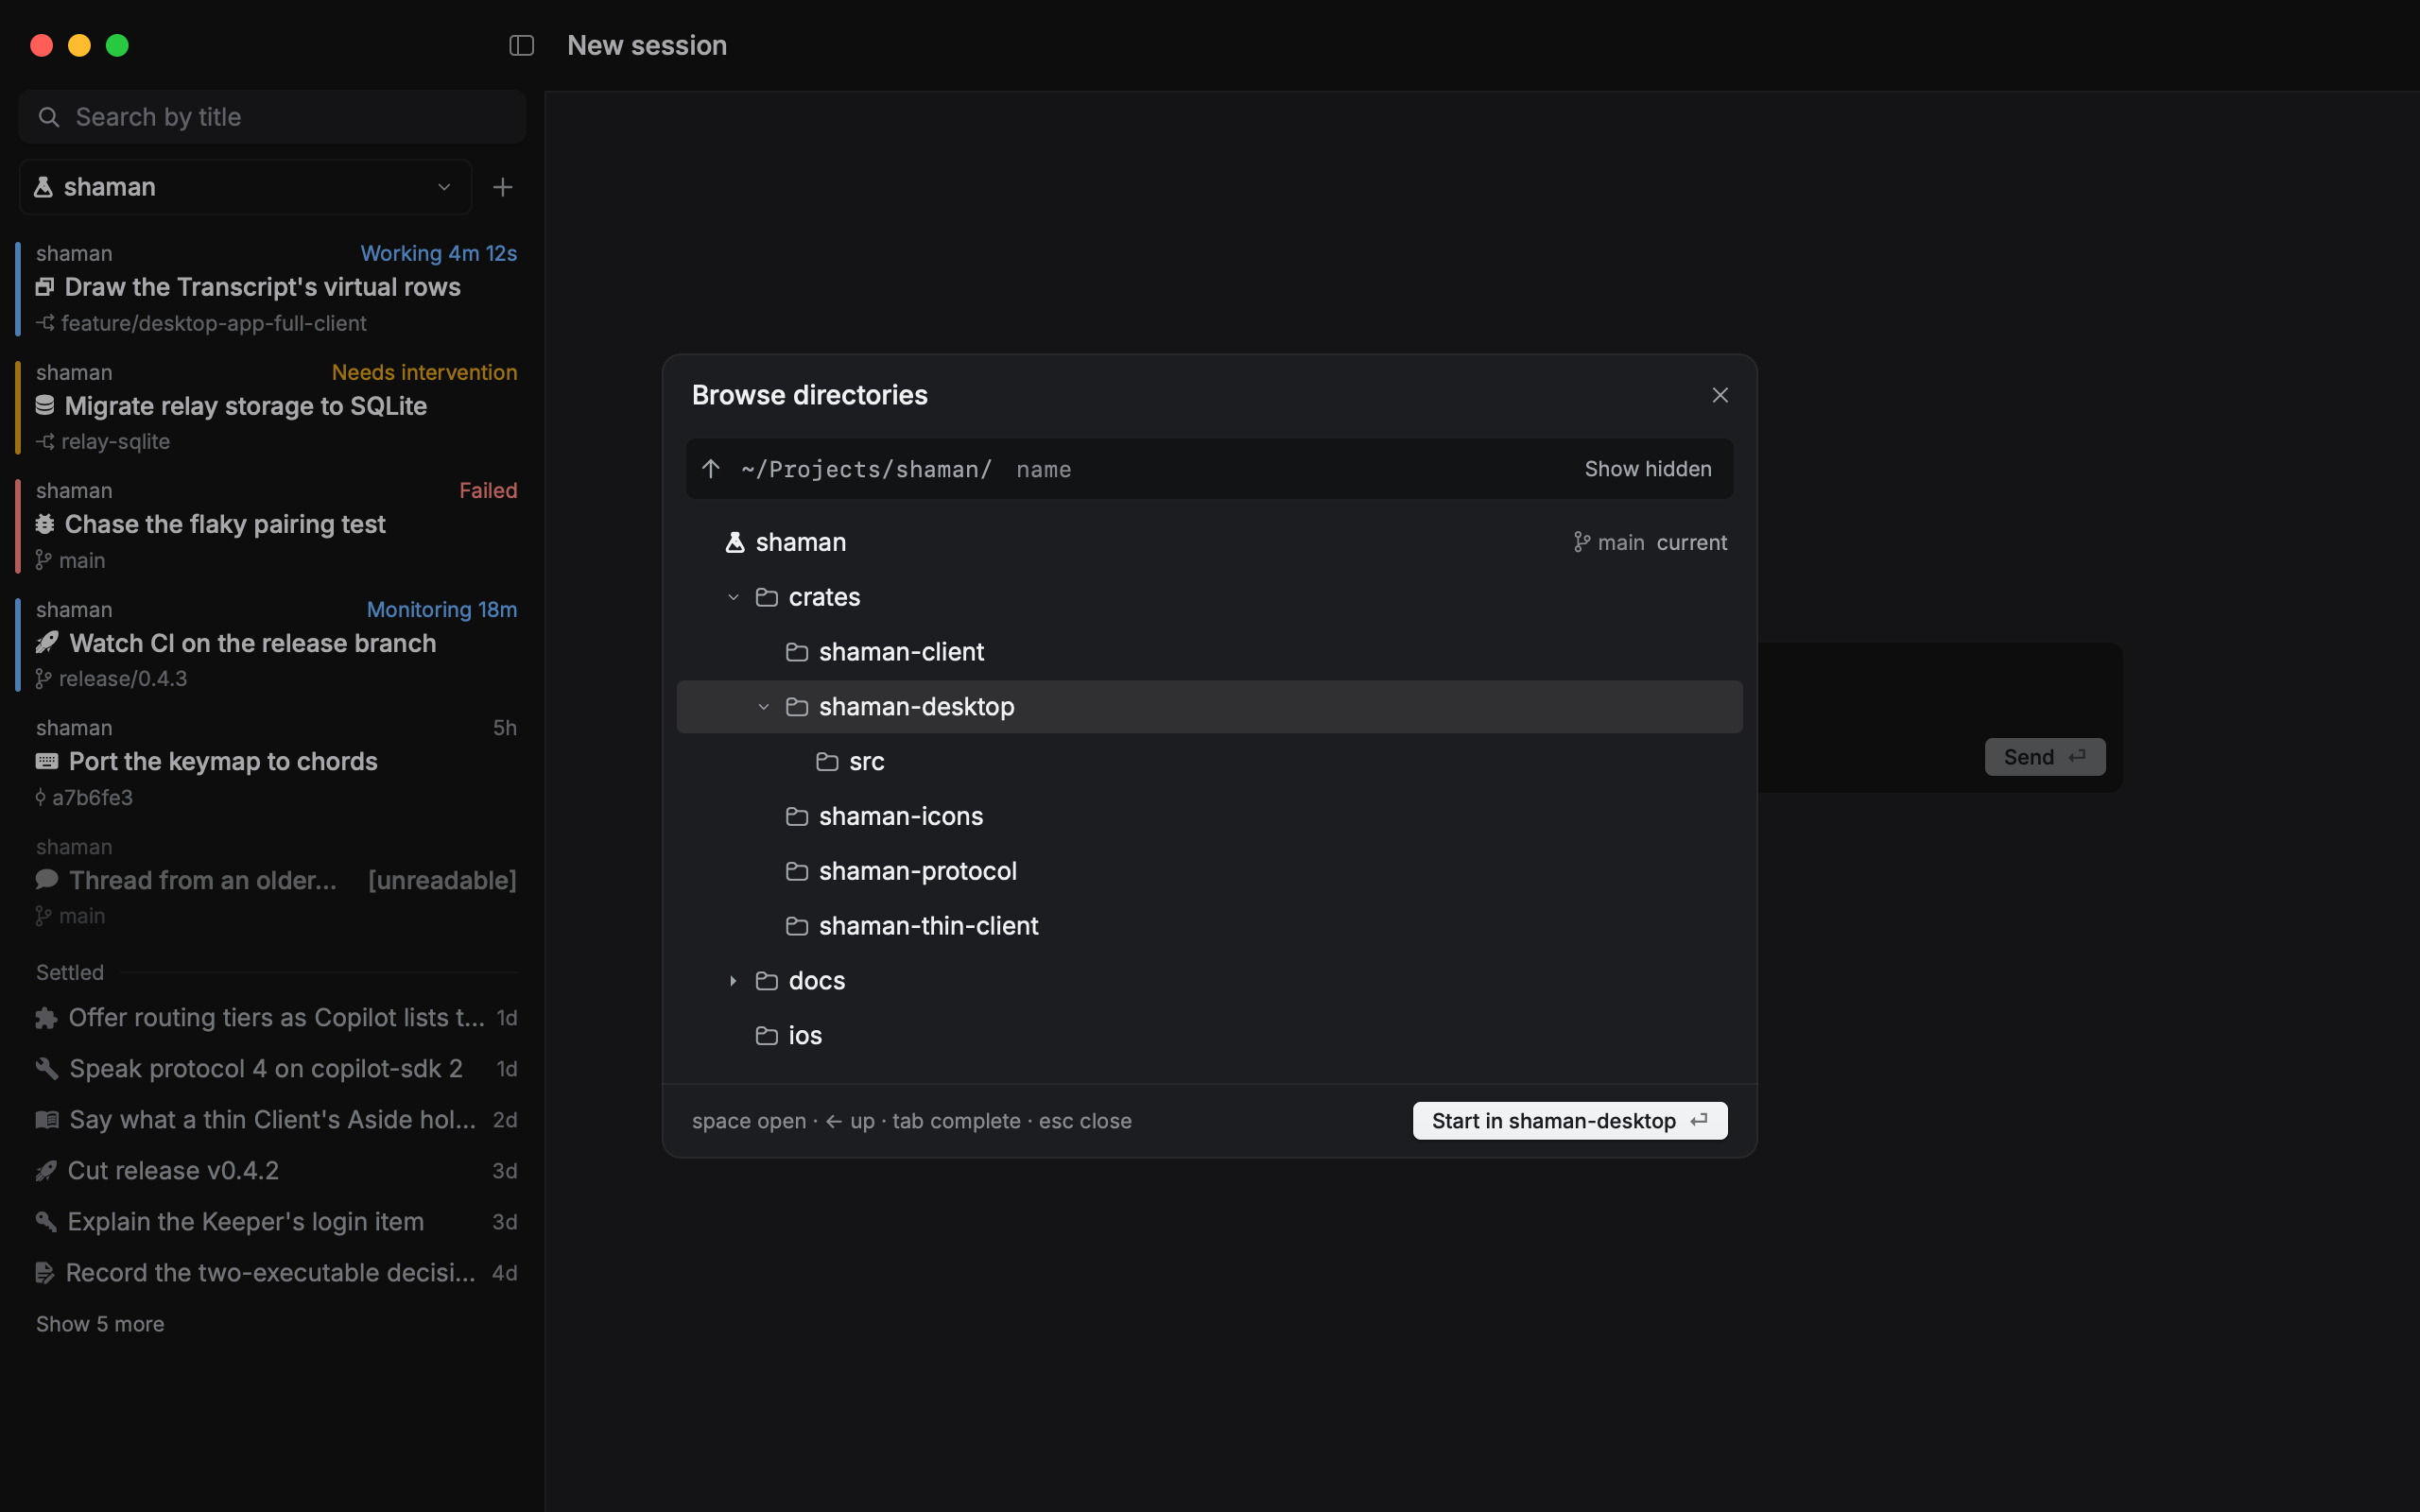 New session
Search by title
shaman
shaman Working 4m 12s
Draw the Transcript's virtual rows
feature/desktop-app-full-client
shaman Needs intervention
Migrate relay storage to SQLite
relay-sqlite
shaman Failed
Chase the flaky pairing test
main
shaman Monitoring 18m
Watch CI on the release branch
release/0.4.3
shaman 5h
Port the keymap to chords
a7b6fe3
shaman
Thread from an older... [unreadable]
main
Settled
Offer routing tiers as Copilot lists t... 1d
Speak protocol 4 on copilot-sdk 2 1d
Say what a thin Client's Aside hol... 2d
Cut release v0.4.2 3d
Explain the Keeper's login item 3d
Record the two-executable decisi... 4d
Show 5 more
Browse directories
~/Projects/shaman/ name Show hidden
shaman main current
crates
shaman-client
shaman-desktop
src
shaman-icons
shaman-protocol
shaman-thin-client
docs
ios
space open · ← up · tab complete · esc close
Start in shaman-desktop
Send